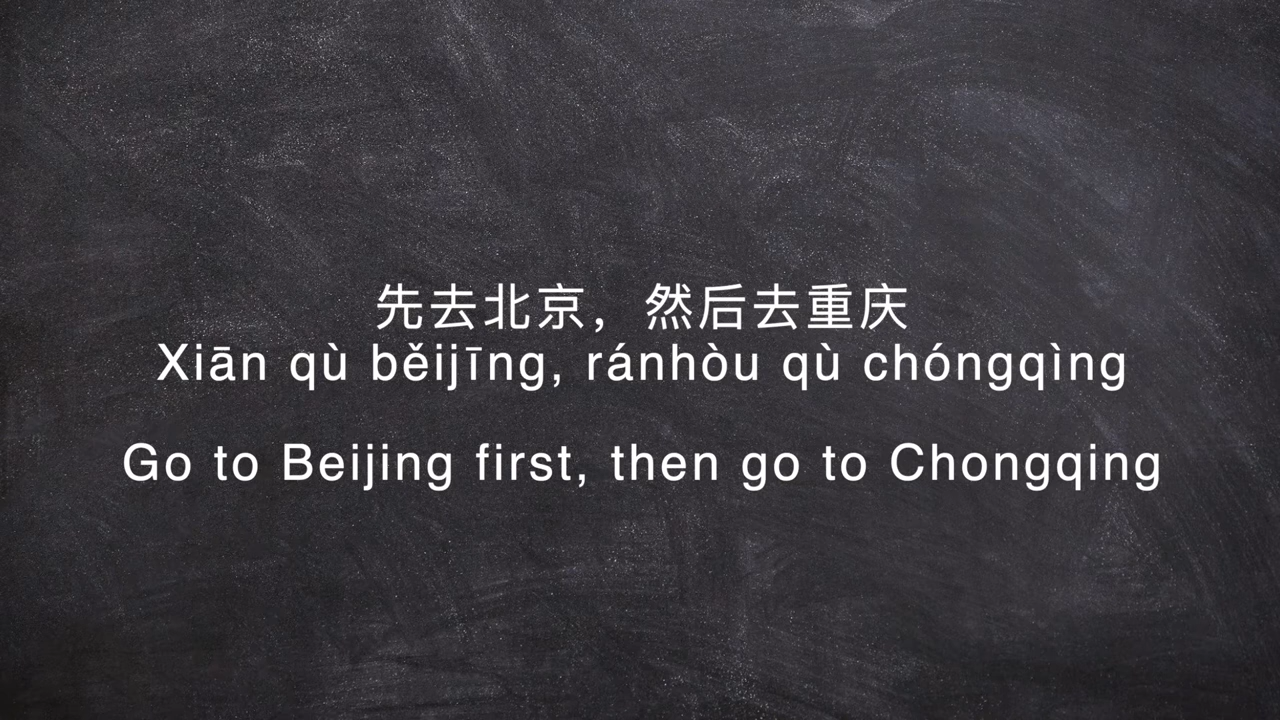 先去北京，然后去重庆
Xiān qù běijīng, ránhòu qù chóngqìng
Go to Beijing first, then go to Chongqing